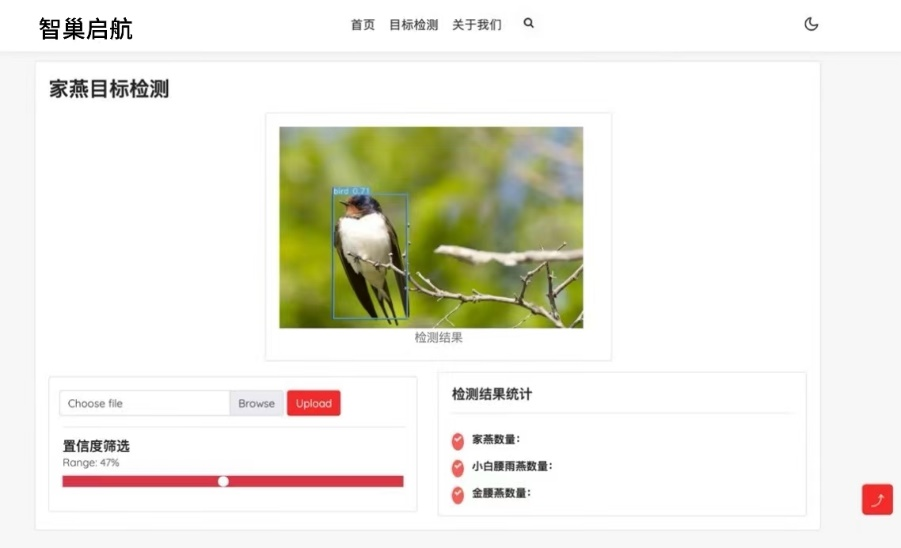 智巢启航
首页 目标检测 关于我们
家燕目标检测
bird 0.73
检测结果
Choose file Browse Upload
置信度筛选
Range: 47%
检测结果统计
家燕数量：
小白腰雨燕数量：
金腰燕数量：